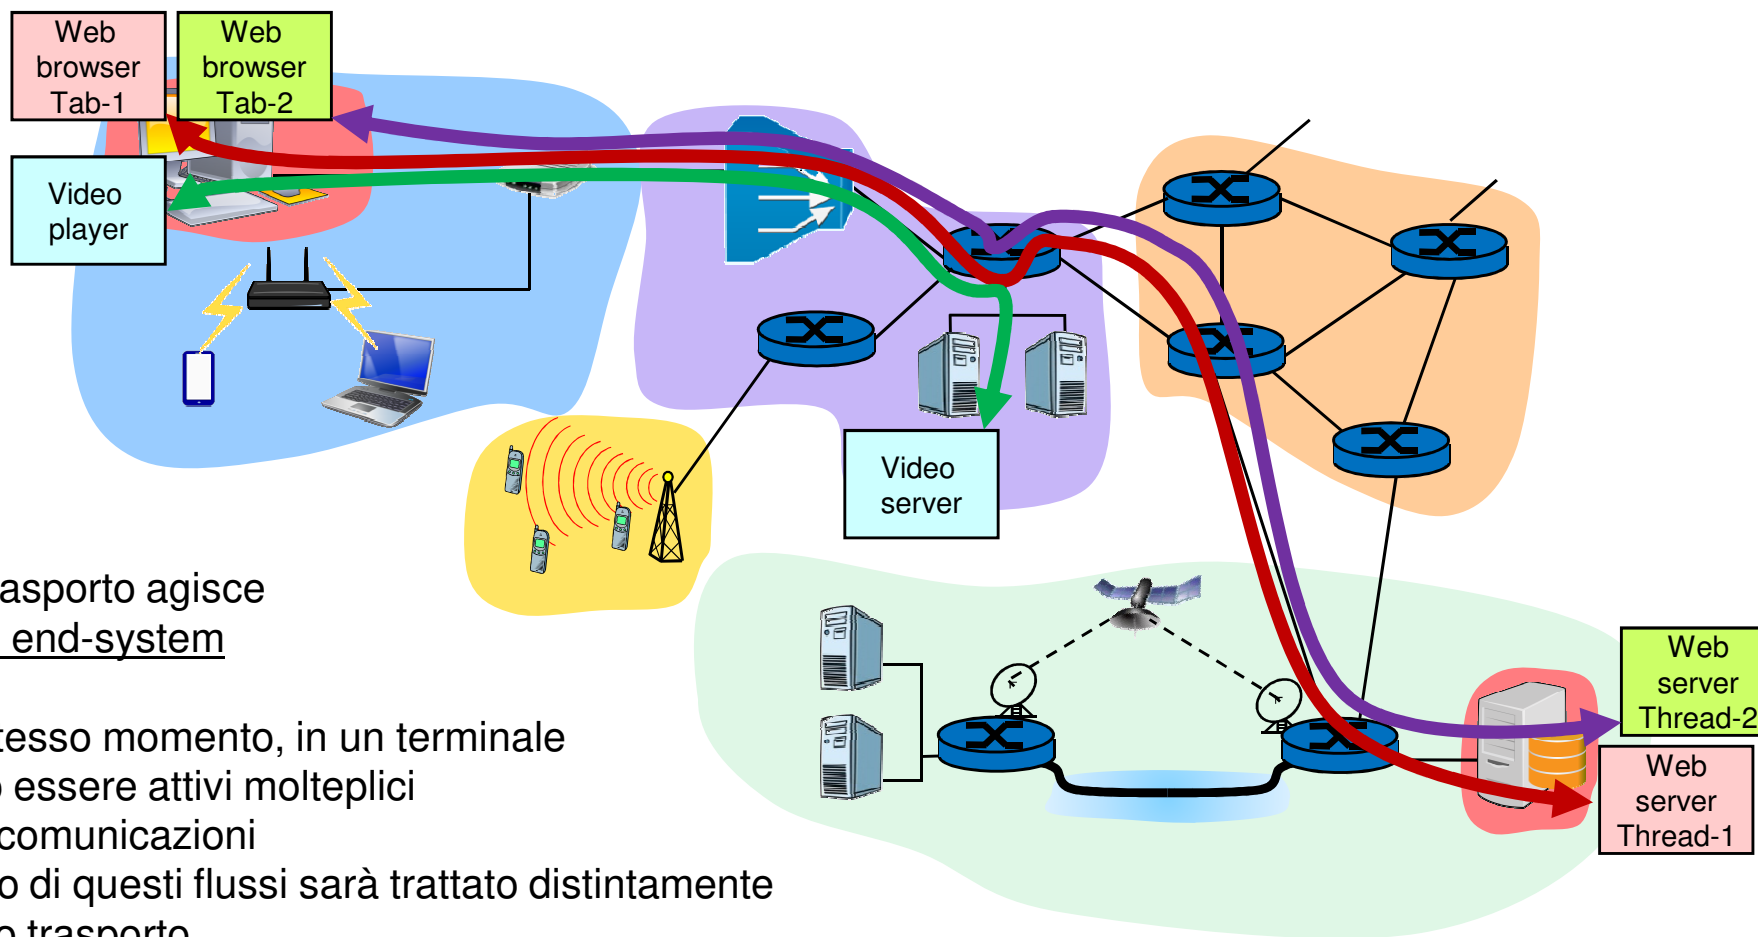 Web
browser
Tab-1
Web
browser
Tab-2
Video
player
Video
server
asporto agisce
end-system
tesso momento, in un terminale
o essere attivi molteplici
comunicazioni
o di questi flussi sarà trattato distintamente
o trasporto
Web
server
Thread-2
Web
server
Thread-1